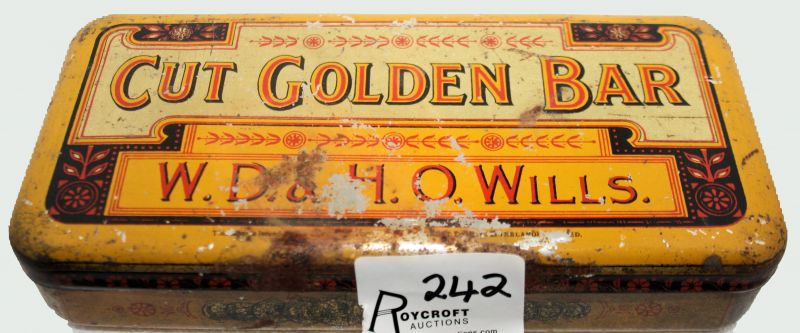 CUT GOLDEN BAR
W. D. & H. O. WILLS.
242
ROYCROFT
AUCTIONS